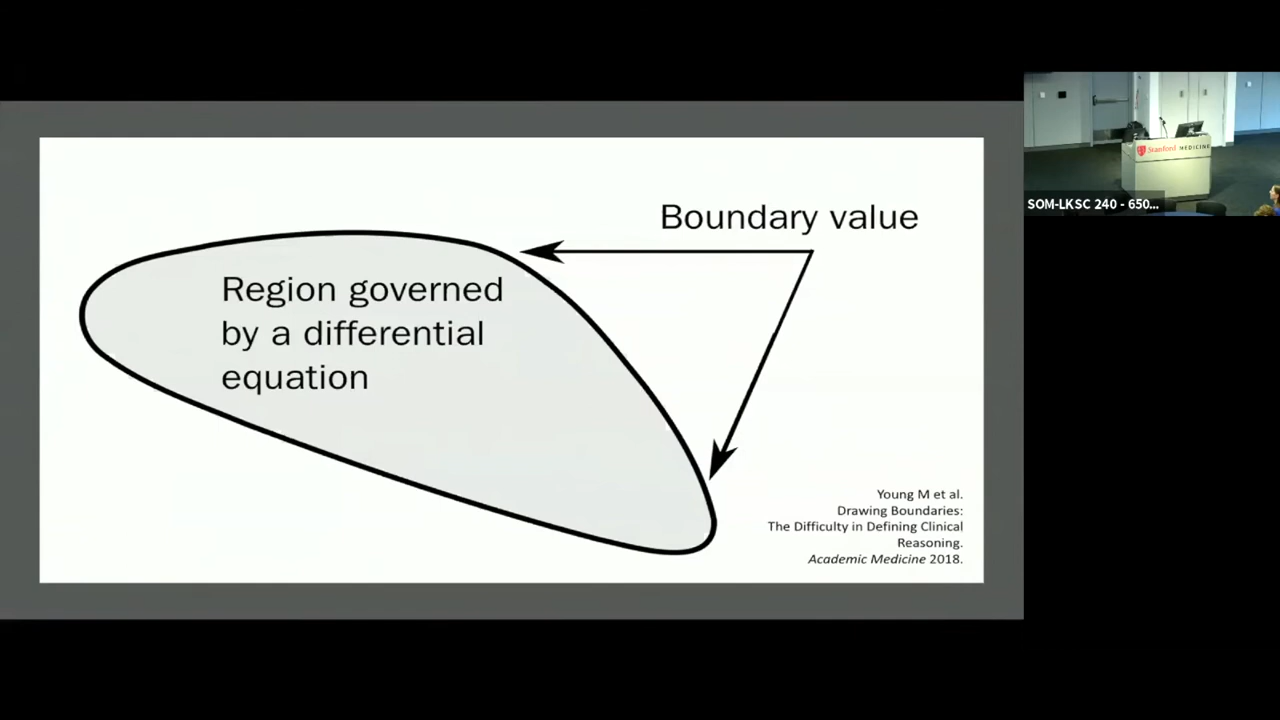 Boundary value
Region governed
by a differential
equation
Young M et al.
Drawing Boundaries:
The Difficulty in Defining Clinical
Reasoning.
Academic Medicine 2018.
Stanford MEDICINE
SOM-LKSC 240 - 650...